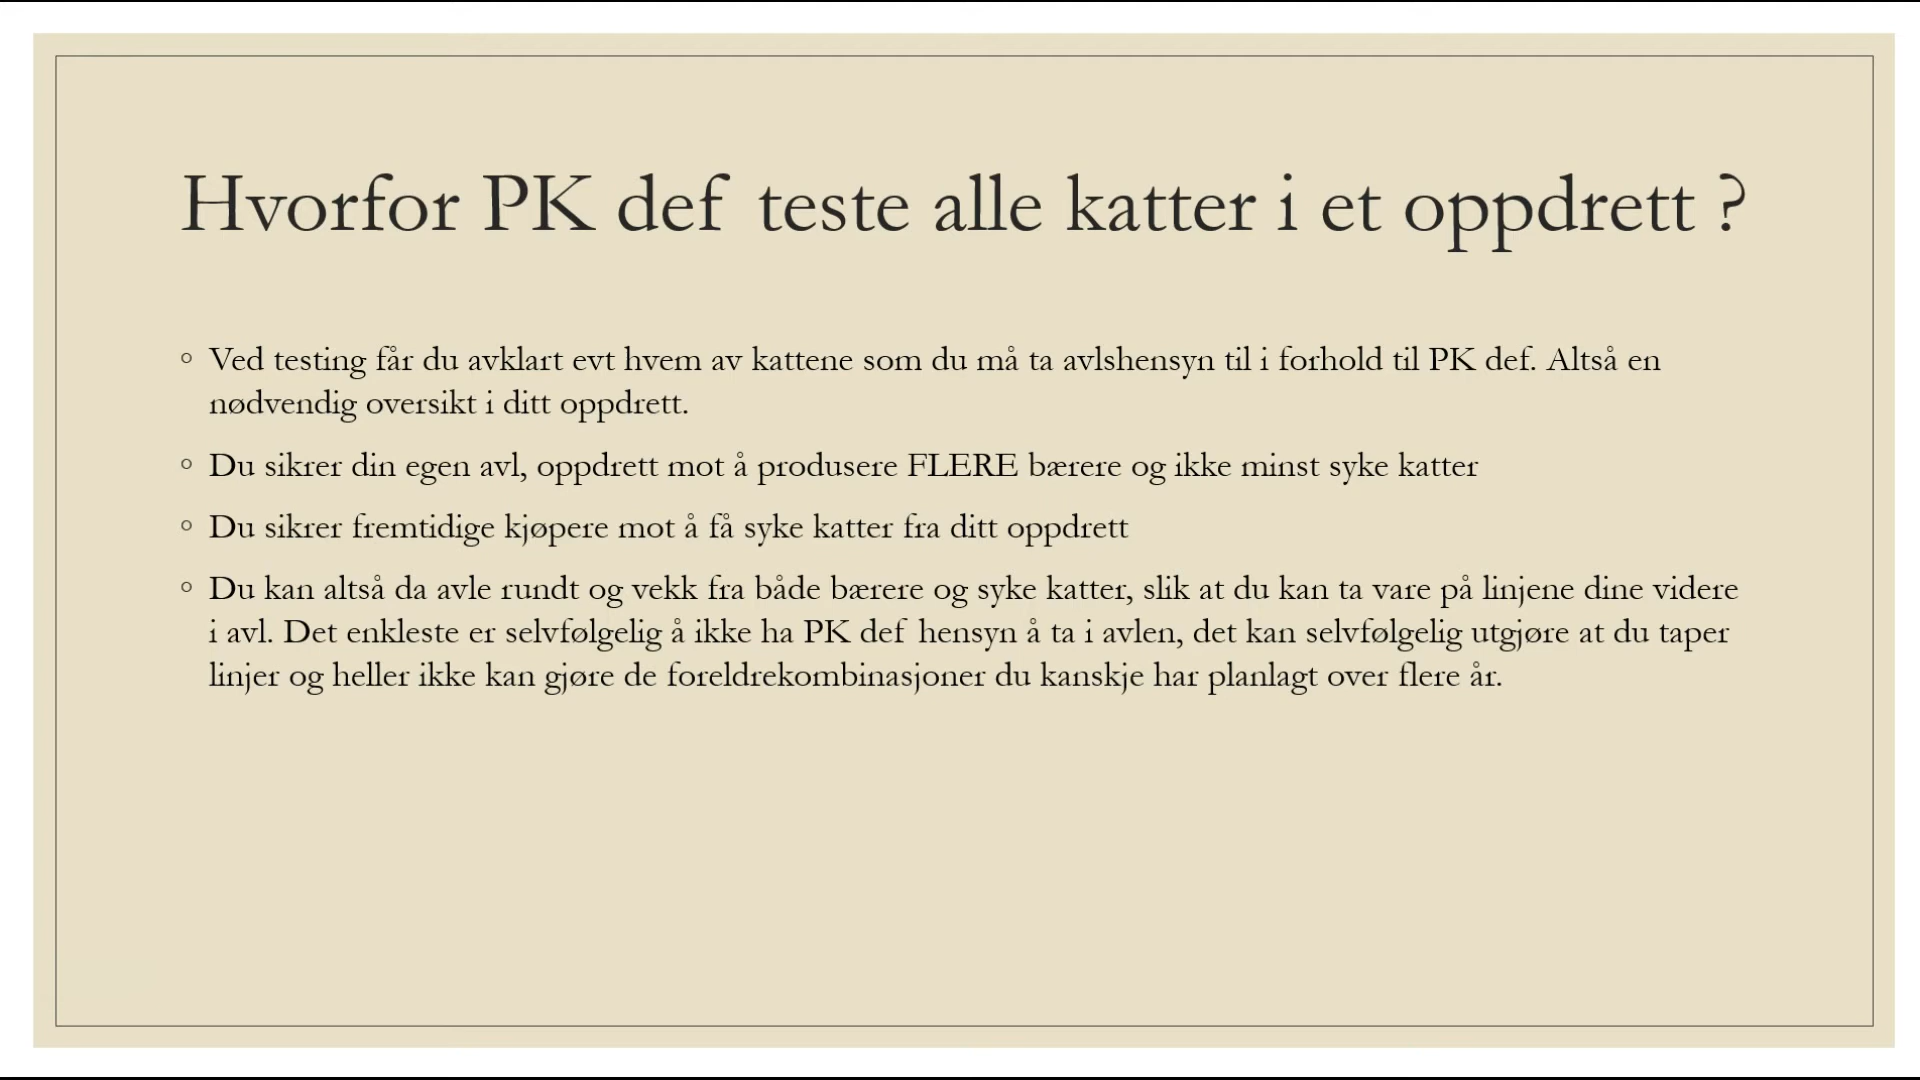 Hvorfor PK def teste alle katter i et oppdrett ?
◦ Ved testing får du avklart evt hvem av kattene som du må ta avlshensyn til i forhold til PK def. Altså en
nødvendig oversikt i ditt oppdrett.
◦ Du sikrer din egen avl, oppdrett mot å produsere FLERE bærere og ikke minst syke katter
◦ Du sikrer fremtidige kjøpere mot å få syke katter fra ditt oppdrett
◦ Du kan altså da avle rundt og vekk fra både bærere og syke katter, slik at du kan ta vare på linjene dine videre
i avl. Det enkleste er selvfølgelig å ikke ha PK def hensyn å ta i avlen, det kan selvfølgelig utgjøre at du taper
linjer og heller ikke kan gjøre de foreldrekombinasjoner du kanskje har planlagt over flere år.